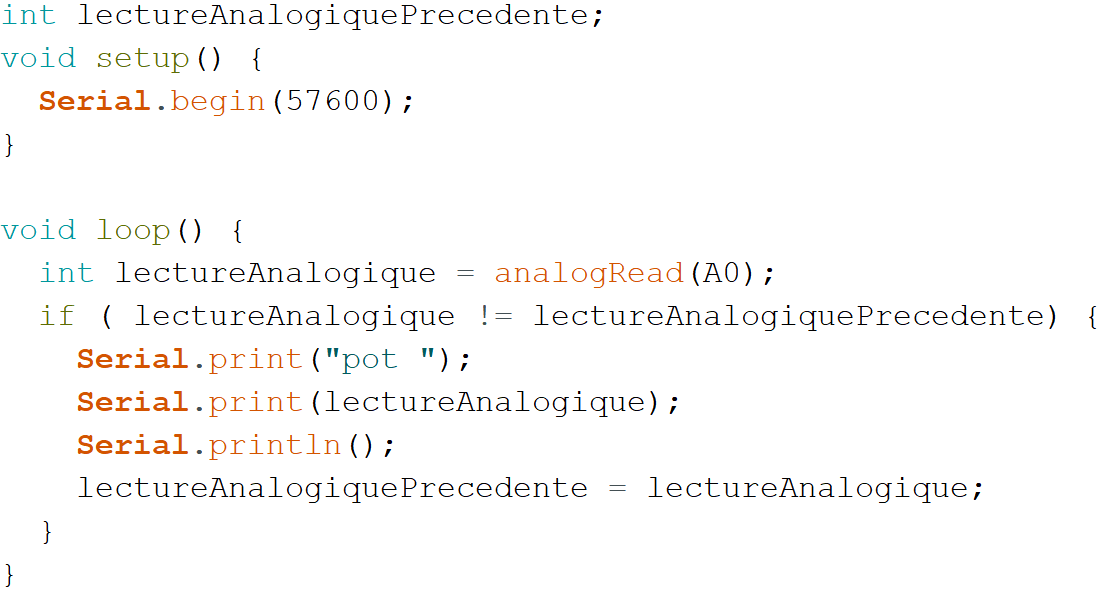 int lectureAnalogiquePrecedente;
void setup() {
  Serial.begin(57600);
}

void loop() {
  int lectureAnalogique = analogRead(A0);
  if ( lectureAnalogique != lectureAnalogiquePrecedente) {
    Serial.print("pot ");
    Serial.print(lectureAnalogique);
    Serial.println();
    lectureAnalogiquePrecedente = lectureAnalogique;
  }
}